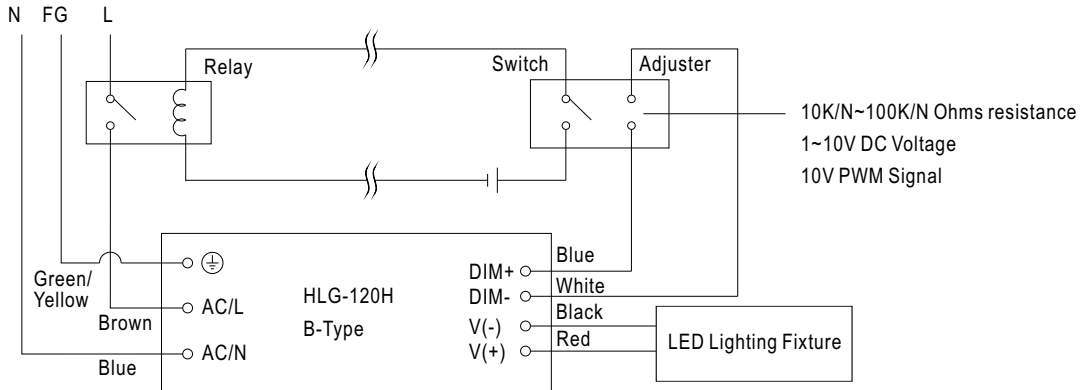 N FG L
Relay
Switch
Adjuster
10K/N~100K/N Ohms resistance
1~10V DC Voltage
10V PWM Signal
Green/
Yellow
Brown
Blue
AC/L
AC/N
HLG-120H
B-Type
DIM+
DIM-
V(-)
V(+)
Blue
White
Black
Red
LED Lighting Fixture